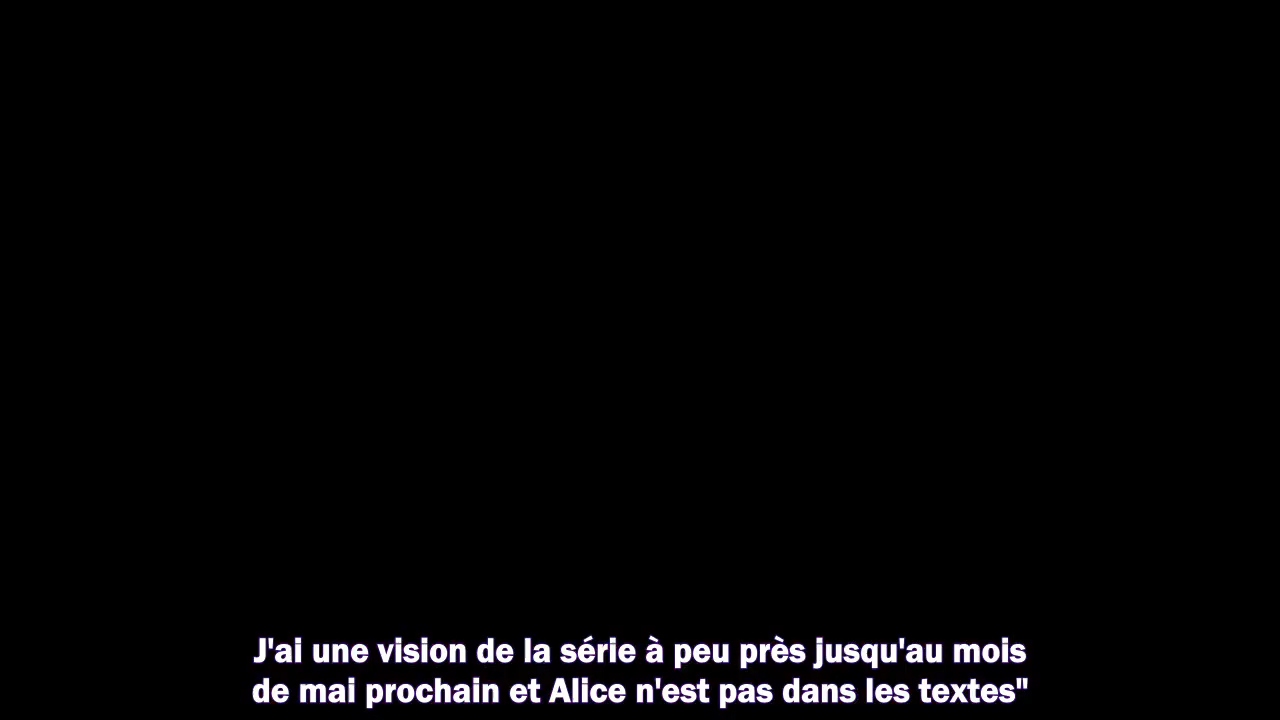 J'ai une vision de la série à peu près jusqu'au mois
de mai prochain et Alice n'est pas dans les textes"